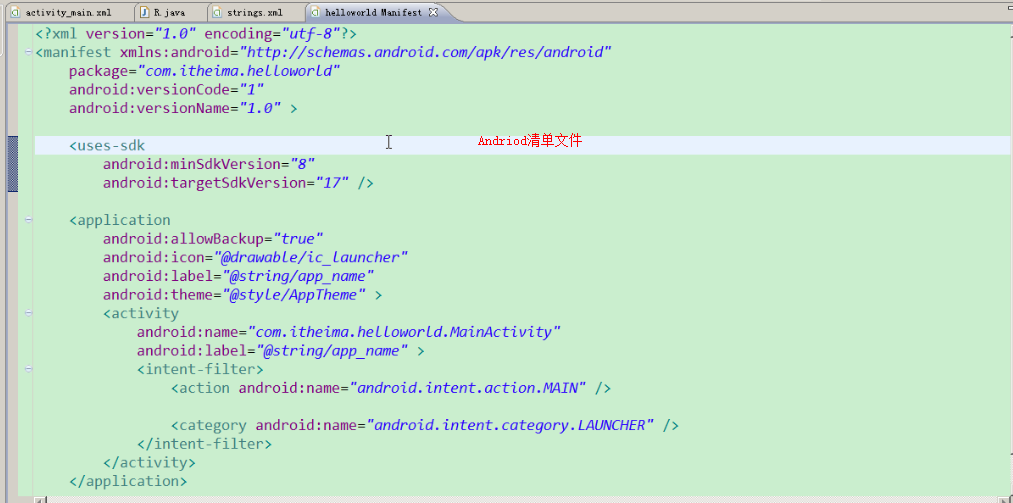 activity_main.xml R.java strings.xml helloworld Manifest
<?xml version="1.0" encoding="utf-8"?>
<manifest xmlns:android="http://schemas.android.com/apk/res/android"
package="com.itheima.helloworld"
android:versionCode="1"
android:versionName="1.0" >
<uses-sdk
Andriod清单文件
android:minSdkVersion="8"
android:targetSdkVersion="17" />
<application
android:allowBackup="true"
android:icon="@drawable/ic_launcher"
android:label="@string/app_name"
android:theme="@style/AppTheme" >
<activity
android:name="com.itheima.helloworld.MainActivity"
android:label="@string/app_name" >
<intent-filter>
<action android:name="android.intent.action.MAIN" />
<category android:name="android.intent.category.LAUNCHER" />
</intent-filter>
</activity>
</application>